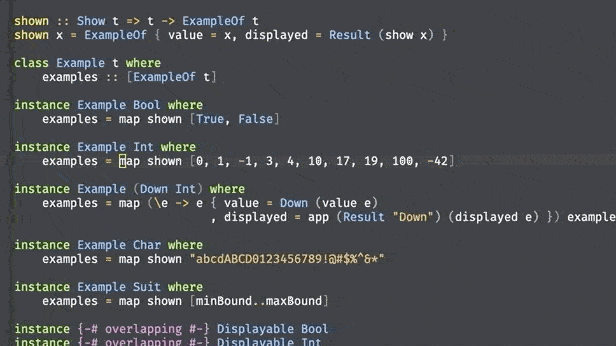 shown :: Show t => t -> ExampleOf t
shown x = ExampleOf { value = x, displayed = Result (show x) }
class Example t where
examples :: [ExampleOf t]
instance Example Bool where
examples = map shown [True, False]
instance Example Int where
examples = map shown [0, 1, -1, 3, 4, 10, 17, 19, 100, -42]
instance Example (Down Int) where
examples = map (\e -> e { value = Down (value e)
, displayed = app (Result "Down") (displayed e) }) example
instance Example Char where
examples = map shown "abcdABCD0123456789!@#$%^&*"
instance Example Suit where
examples = map shown [minBound..maxBound]
instance {-# overlapping #-} Displayable Bool
instance {-# overlapping #-} Displayable Int